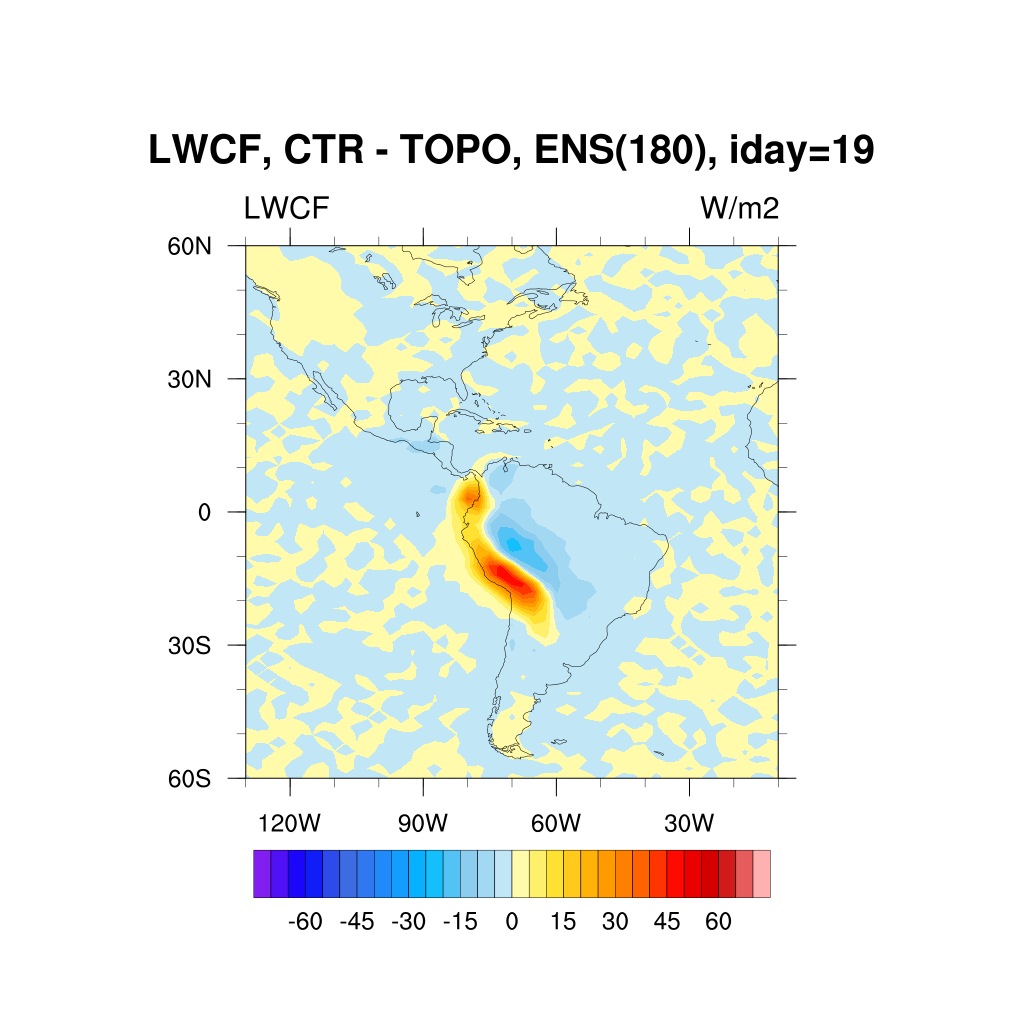 LWCF, CTR - TOPO, ENS(180), iday=19
LWCF W/m2
60N
30N
0
30S
60S
120W 90W 60W 30W
-60 -45 -30 -15 0 15 30 45 60